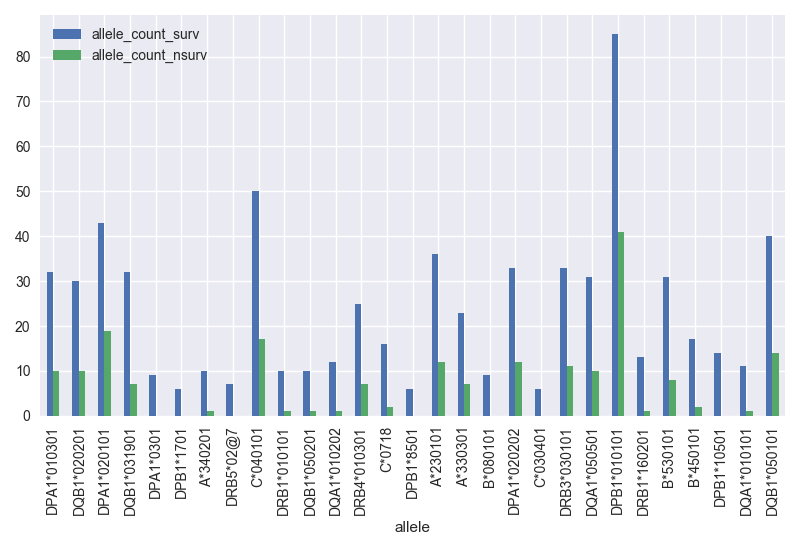 allele_count_surv
allele_count_nsurv
80
70
60
50
40
30
20
10
0
DPA1*010301
DQB1*020201
DPA1*020101
DQB1*031901
DPA1*0301
DPB1*1701
A*340201
DRB5*02@7
C*040101
DRB1*010101
DQB1*050201
DQA1*010202
DRB4*010301
C*0718
DPB1*8501
A*230101
A*330301
B*080101
DPA1*020202
C*030401
DRB3*030101
DQA1*050501
DPB1*010101
DRB1*160201
B*530101
B*450101
DPB1*10501
DQA1*010101
DQB1*050101
allele